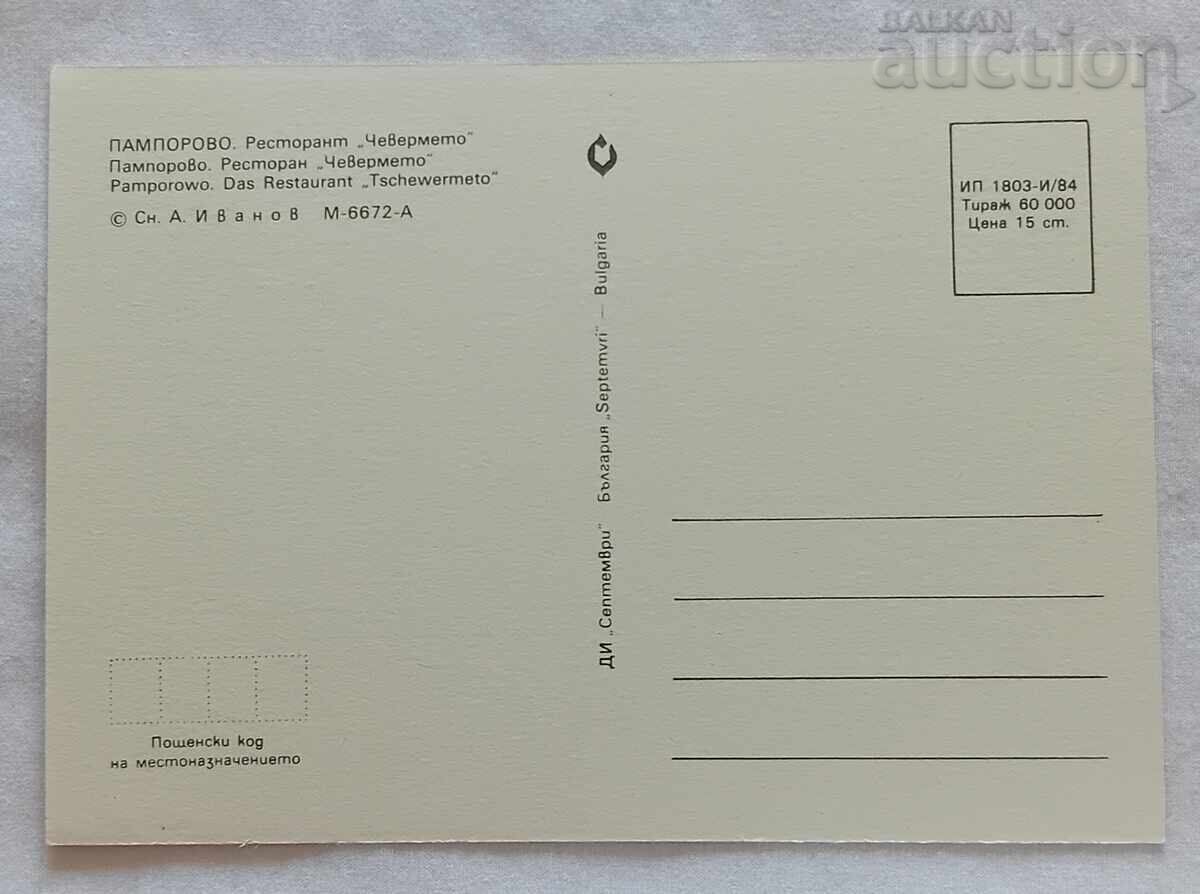 BALKAN
auction
ПАМПОРОВО. Ресторант „Чевермето“
Пампорово. Ресторан „Чевермето“
Pamporowo. Das Restaurant „Tschewermeto“
© Сн. А. Иванов М-6672-А
ИП 1803-И/84
Тираж 60 000
Цена 15 ст.
ДИ „Септември“ България „Septemvri“ — Bulgaria
Пощенски код
на местоназначението